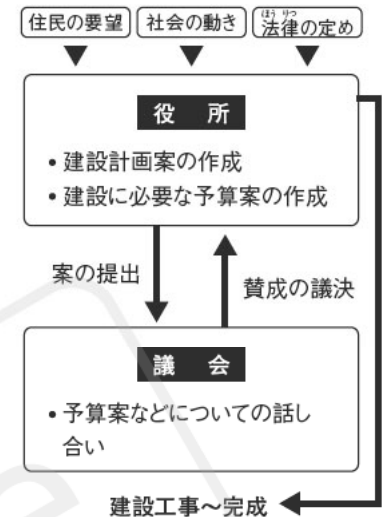 住民の要望 社会の動き 法律の定め
ほうりつ
役所
• 建設計画案の作成
• 建設に必要な予算案の作成
案の提出
賛成の議決
議会
• 予算案などについての話し
合い
建設工事～完成